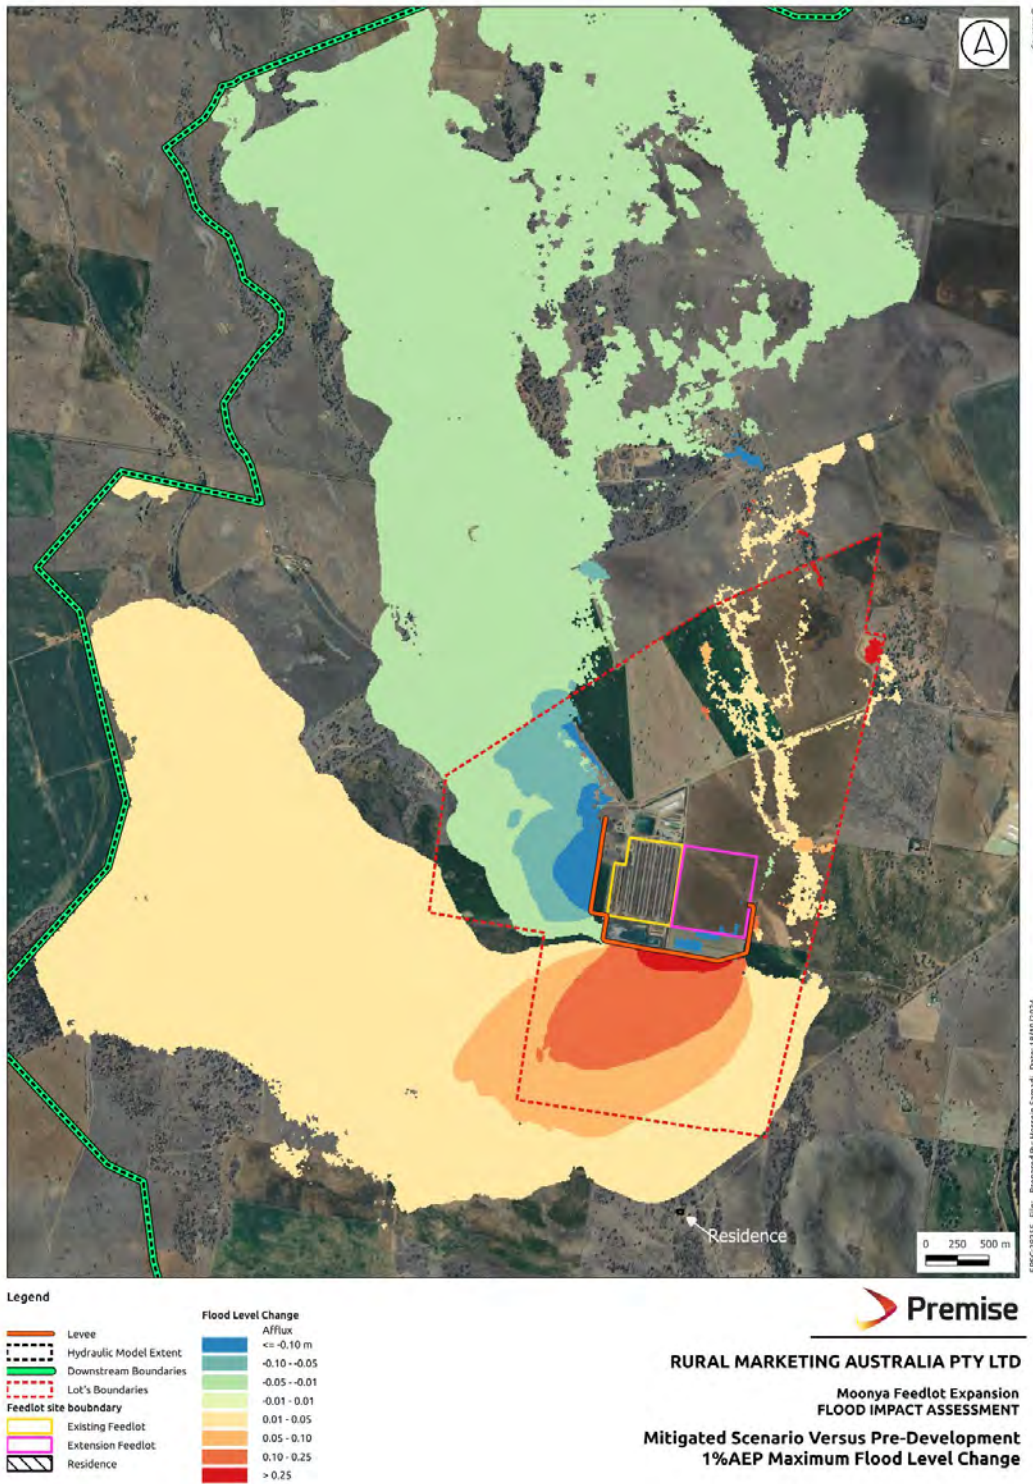 Residence
0 250 500 m
Legend
Levee
Hydraulic Model Extent
Downstream Boundaries
Lot's Boundaries
Feedlot site boubndary
Existing Feedlot
Extension Feedlot
Residence
Flood Level Change
Afflux
<= -0.10 m
-0.10 - -0.05
-0.05 - -0.01
-0.01 - 0.01
0.01 - 0.05
0.05 - 0.10
0.10 - 0.25
> 0.25
Premise
RURAL MARKETING AUSTRALIA PTY LTD
Moonya Feedlot Expansion
FLOOD IMPACT ASSESSMENT
Mitigated Scenario Versus Pre-Development
1%AEP Maximum Flood Level Change